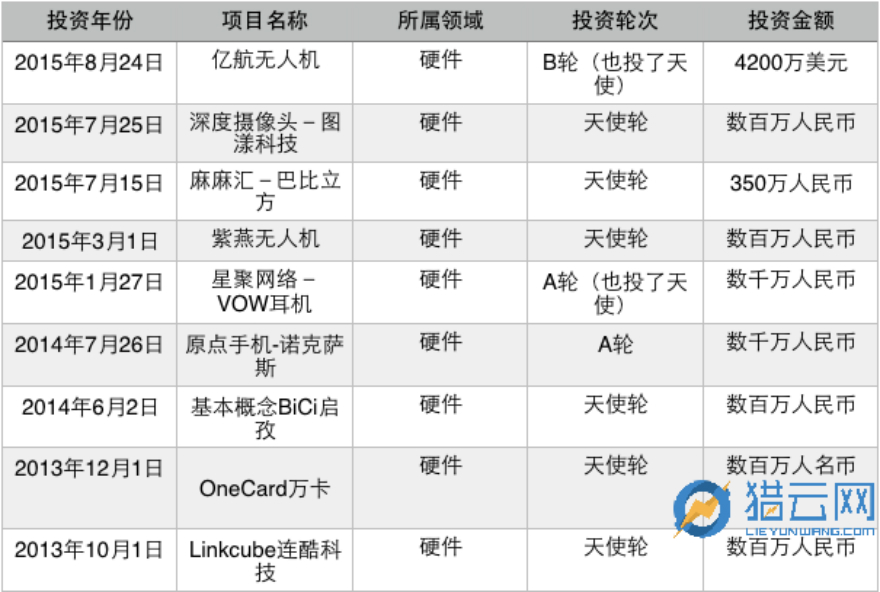 投资年份 项目名称 所属领域 投资轮次 投资金额
2015年8月24日 亿航无人机 硬件 B轮（也投了天 4200万美元
使）
2015年7月25日 深度摄像头 – 图 硬件 天使轮 数百万人民币
漾科技
2015年7月15日 麻麻汇 – 巴比立 硬件 天使轮 350万人民币
方
2015年3月1日 紫燕无人机 硬件 天使轮 数百万人民币
2015年1月27日 星聚网络 – 硬件 A轮（也投了天 数千万人民币
VOW耳机 使）
2014年7月26日 原点手机-诺克萨 硬件 A轮 数千万人民币
斯
2014年6月2日 基本概念BiCi启 硬件 天使轮 数百万人民币
孜
2013年12月1日 OneCard万卡 硬件 天使轮 数百万人名币
猎云网
LIEYUNWANG.COM
2013年10月1日 Linkcube连酷科 硬件 天使轮 数百万人民币
技